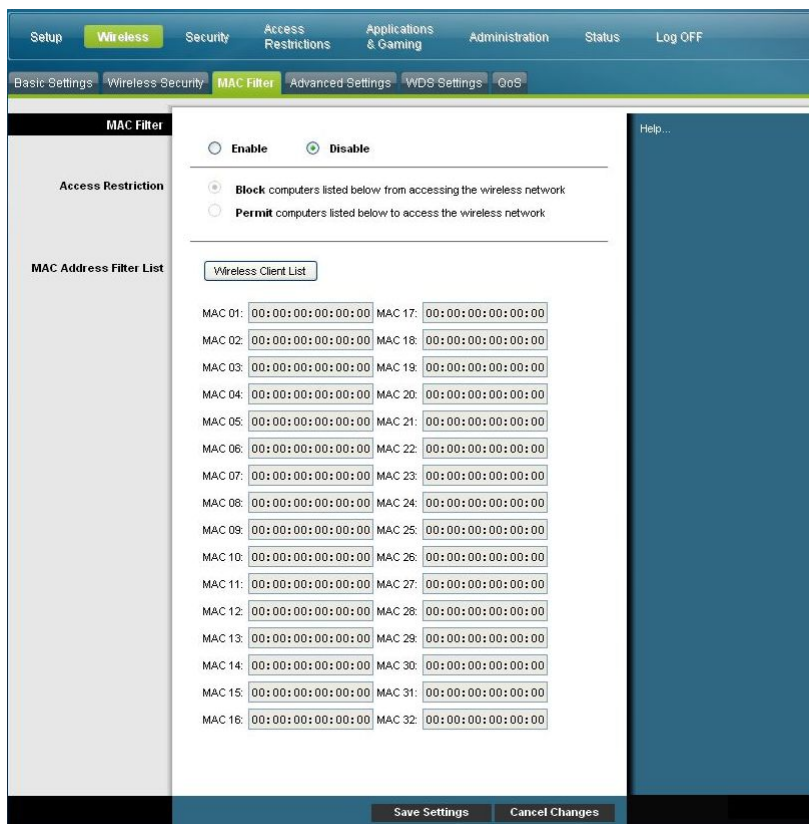 Setup Wireless Security Access Restrictions Applications & Gaming Administration Status Log OFF
Basic Settings Wireless Security MAC Filter Advanced Settings WDS Settings QoS
MAC Filter
Enable Disable
Help...
Access Restriction
Block computers listed below from accessing the wireless network
Permit computers listed below to access the wireless network
MAC Address Filter List
Wireless Client List
MAC 01: 00:00:00:00:00:00 MAC 17: 00:00:00:00:00:00
MAC 02: 00:00:00:00:00:00 MAC 18: 00:00:00:00:00:00
MAC 03: 00:00:00:00:00:00 MAC 19: 00:00:00:00:00:00
MAC 04: 00:00:00:00:00:00 MAC 20: 00:00:00:00:00:00
MAC 05: 00:00:00:00:00:00 MAC 21: 00:00:00:00:00:00
MAC 06: 00:00:00:00:00:00 MAC 22: 00:00:00:00:00:00
MAC 07: 00:00:00:00:00:00 MAC 23: 00:00:00:00:00:00
MAC 08: 00:00:00:00:00:00 MAC 24: 00:00:00:00:00:00
MAC 09: 00:00:00:00:00:00 MAC 25: 00:00:00:00:00:00
MAC 10: 00:00:00:00:00:00 MAC 26: 00:00:00:00:00:00
MAC 11: 00:00:00:00:00:00 MAC 27: 00:00:00:00:00:00
MAC 12: 00:00:00:00:00:00 MAC 28: 00:00:00:00:00:00
MAC 13: 00:00:00:00:00:00 MAC 29: 00:00:00:00:00:00
MAC 14: 00:00:00:00:00:00 MAC 30: 00:00:00:00:00:00
MAC 15: 00:00:00:00:00:00 MAC 31: 00:00:00:00:00:00
MAC 16: 00:00:00:00:00:00 MAC 32: 00:00:00:00:00:00
Save Settings Cancel Changes